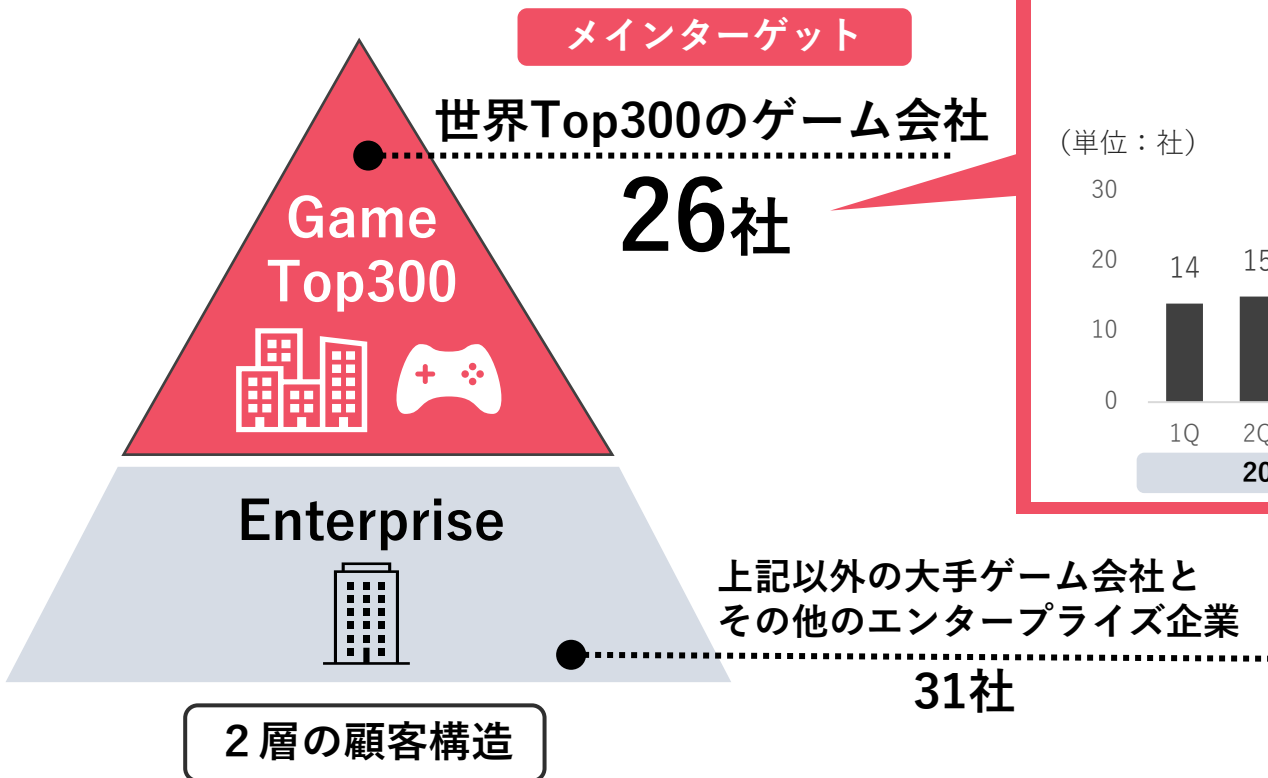 メインターゲット
世界Top300のゲーム会社
26社
Game
Top300
Enterprise
上記以外の大手ゲーム会社と
その他のエンタープライズ企業
31社
２層の顧客構造
（単位：社）
30
20
10
0
14
15
1Q
2Q
20